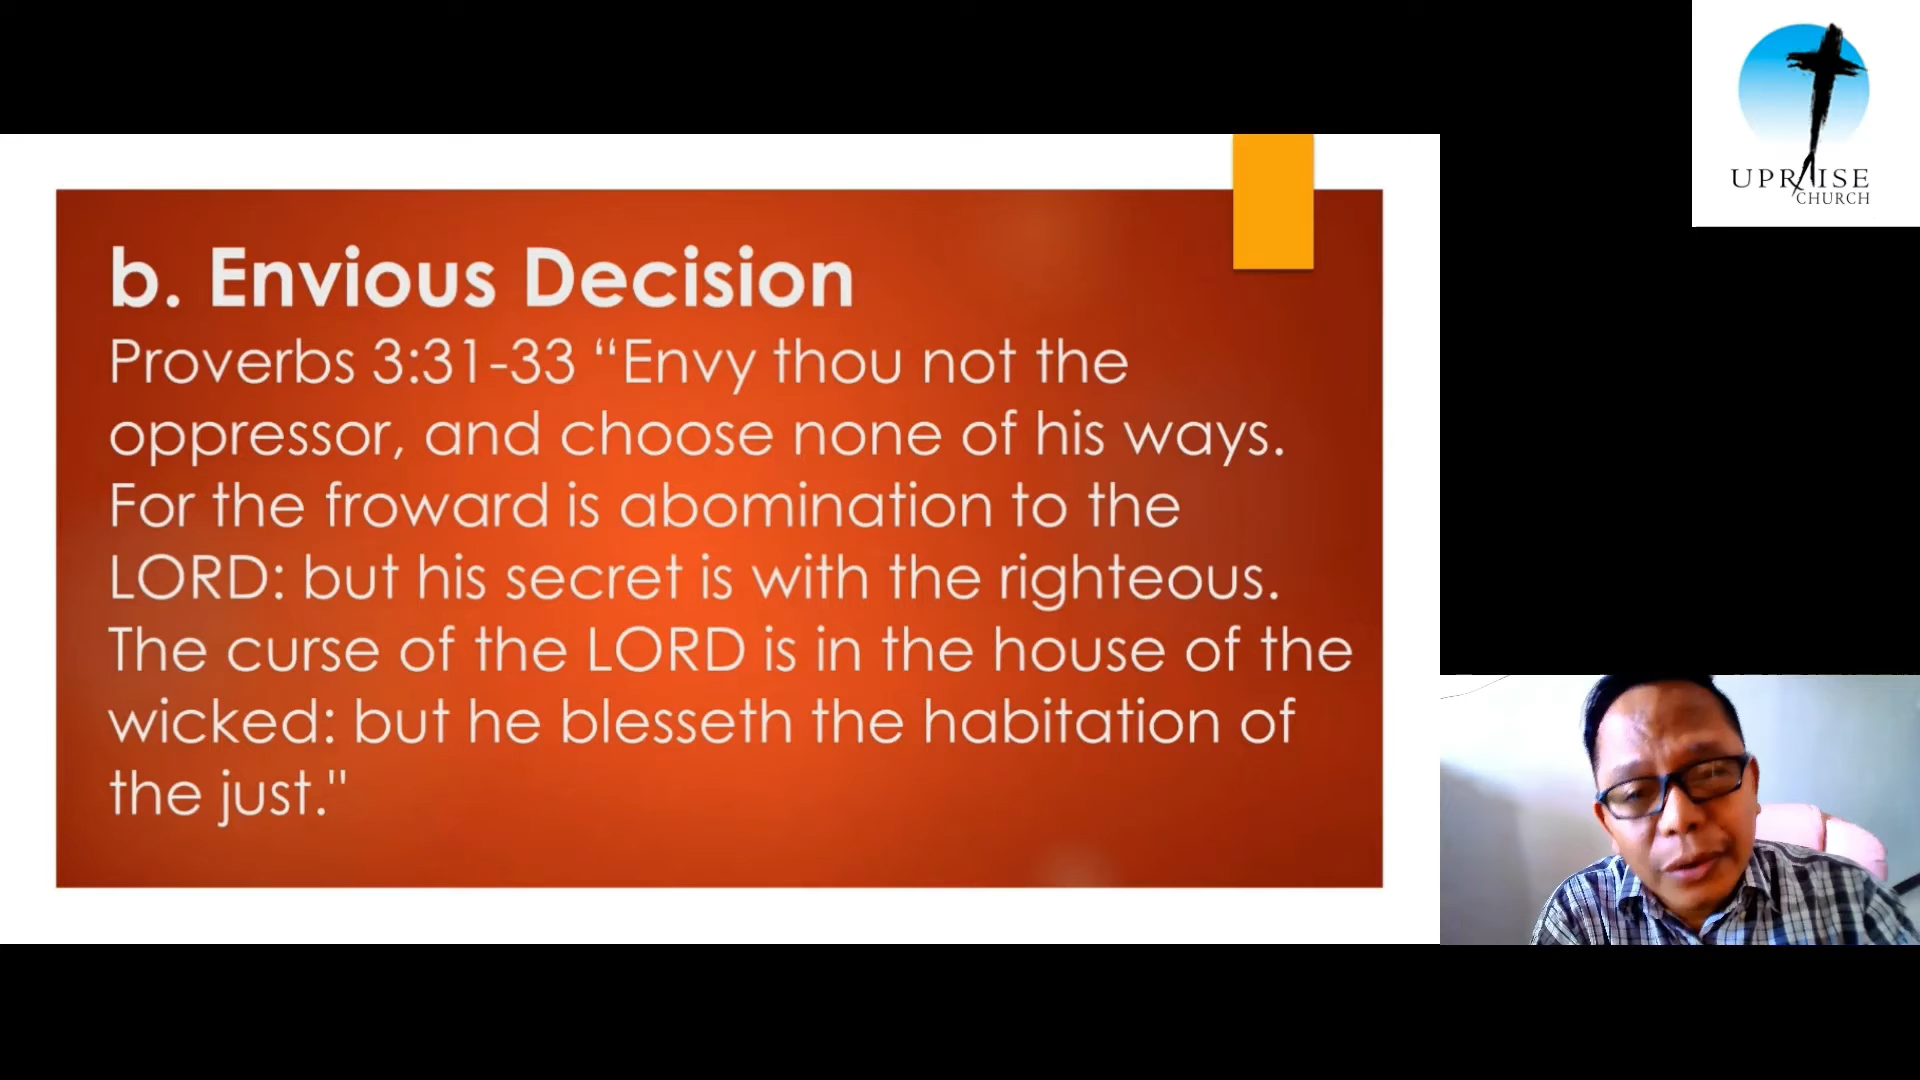 UPRAISE
CHURCH
b. Envious Decision
Proverbs 3:31-33 “Envy thou not the
oppressor, and choose none of his ways.
For the froward is abomination to the
LORD: but his secret is with the righteous.
The curse of the LORD is in the house of the
wicked: but he blesseth the habitation of
the just."